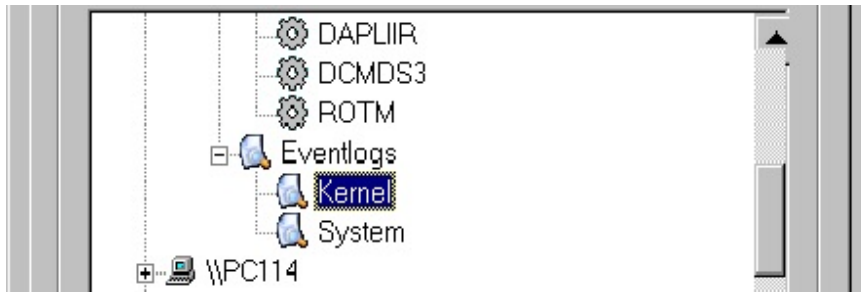 DAPLIIR
DCMDS3
ROTM
Eventlogs
Kernel
System
\\PC114